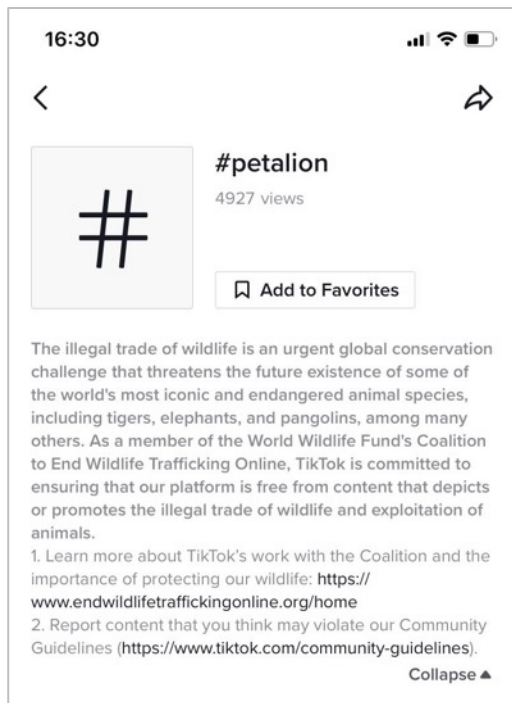 16:30
#petalion
4927 views
Add to Favorites
The illegal trade of wildlife is an urgent global conservation
challenge that threatens the future existence of some of
the world's most iconic and endangered animal species,
including tigers, elephants, and pangolins, among many
others. As a member of the World Wildlife Fund's Coalition
to End Wildlife Trafficking Online, TikTok is committed to
ensuring that our platform is free from content that depicts
or promotes the illegal trade of wildlife and exploitation of
animals.
1. Learn more about TikTok's work with the Coalition and the
importance of protecting our wildlife: https://
www.endwildlifetraffickingonline.org/home
2. Report content that you think may violate our Community
Guidelines (https://www.tiktok.com/community-guidelines).
Collapse